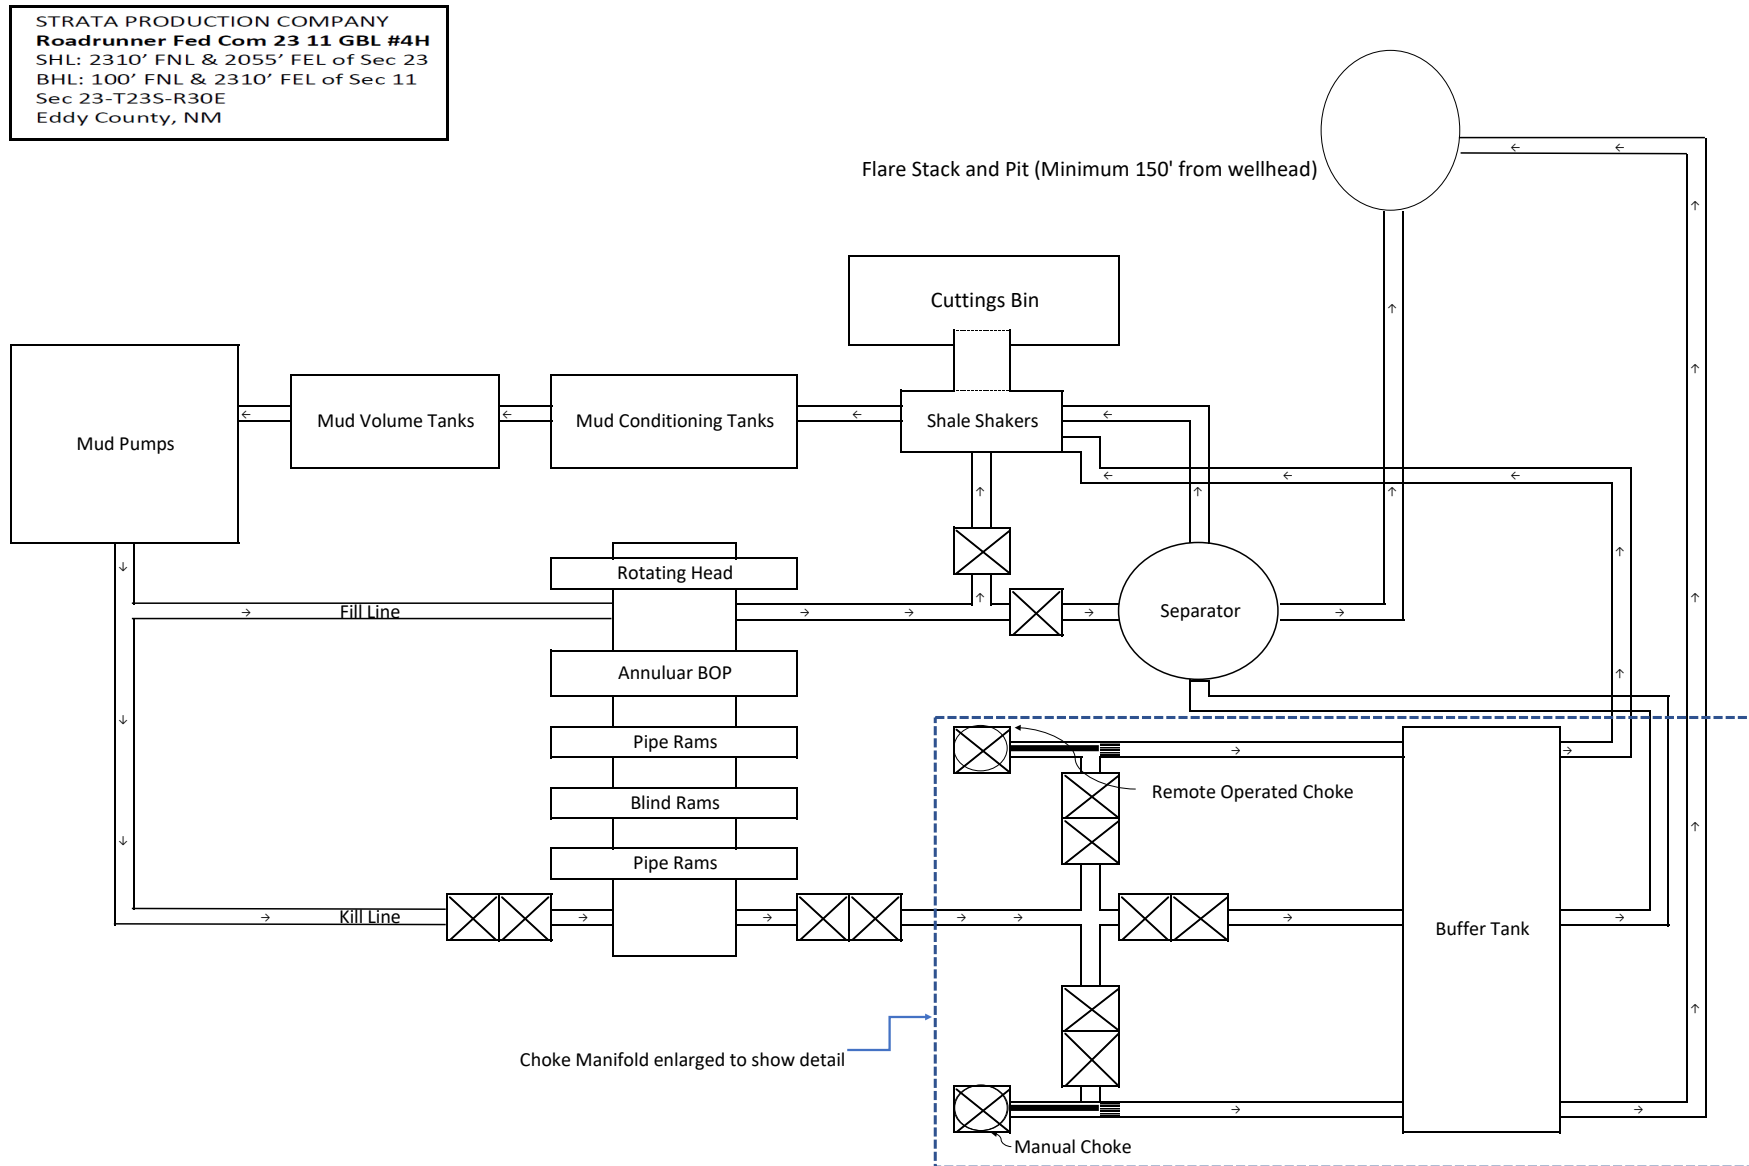 STRATA PRODUCTION COMPANY
Roadrunner Fed Com 23 11 GBL #4H
SHL: 2310' FNL & 2055' FEL of Sec 23
BHL: 100' FNL & 2310' FEL of Sec 11
Sec 23-T23S-R30E
Eddy County, NM
Flare Stack and Pit (Minimum 150' from wellhead)
Cuttings Bin
Mud Pumps
Mud Volume Tanks
Mud Conditioning Tanks
Shale Shakers
Rotating Head
Fill Line
Separator
Annuluar BOP
Pipe Rams
Blind Rams
Remote Operated Choke
Pipe Rams
Kill Line
Buffer Tank
Choke Manifold enlarged to show detail
Manual Choke